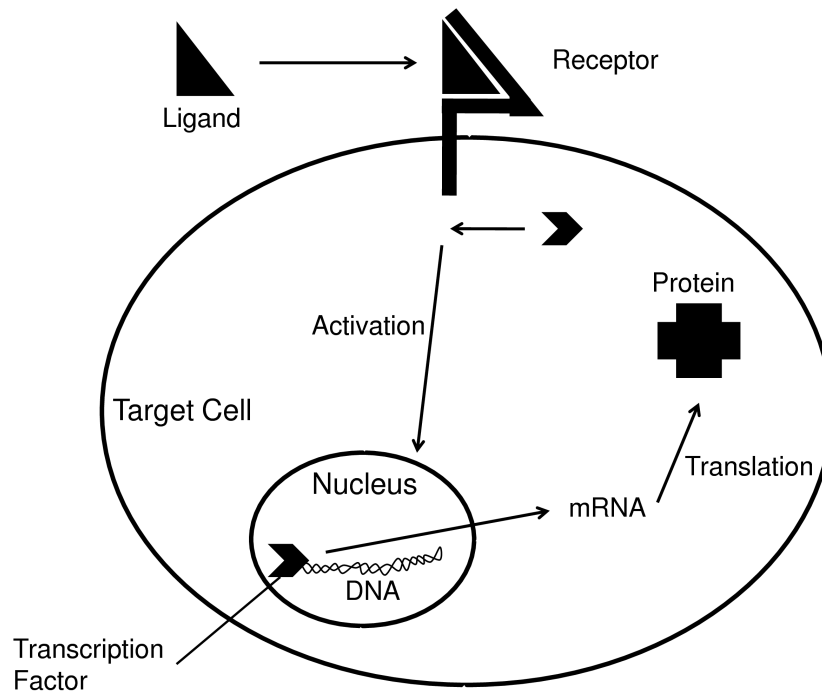 Receptor
Ligand
Protein
Activation
Target Cell
Translation
Nucleus
mRNA
DNA
Transcription
Factor